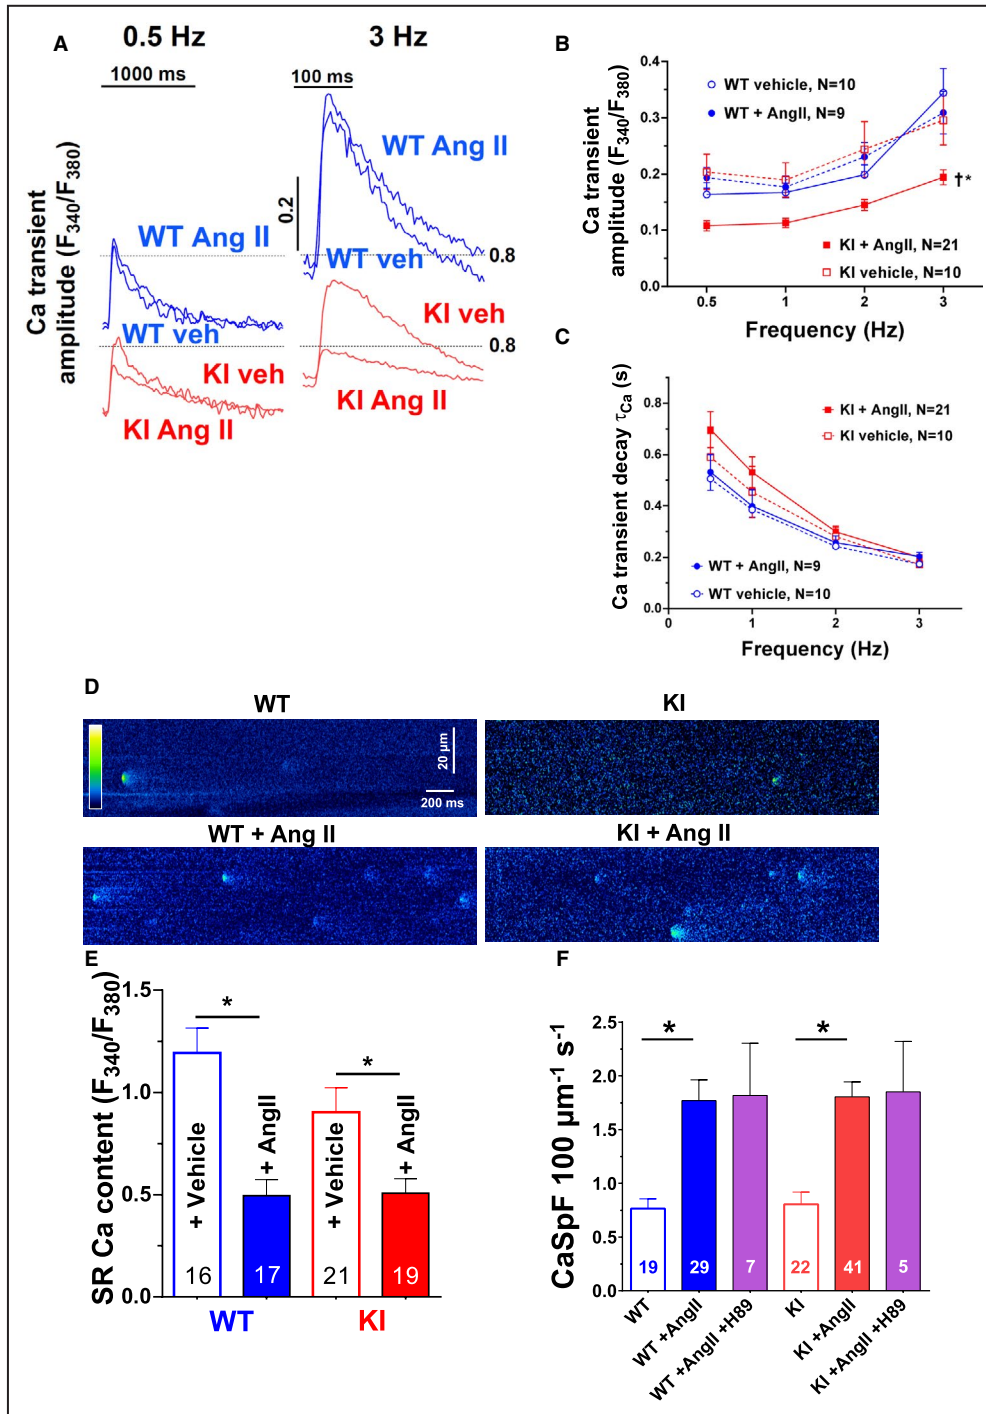 A
0.5 Hz
3 Hz
1000 ms
100 ms
Ca transient
amplitude (F340/F380)
WT Ang II
0.2
WT Ang II
0.8
WT veh
WT veh
KI veh
0.8
KI veh
KI Ang II
KI Ang II
B
Ca transient
amplitude (F340/F380)
0.4
0.3
0.2
0.1
0.0
WT vehicle, N=10
WT + AngII, N=9
†*
KI + AngII, N=21
KI vehicle, N=10
0.5
1
2
3
Frequency (Hz)
C
Ca transient decay τCa (s)
0.8
0.6
0.4
0.2
0.0
KI + AngII, N=21
KI vehicle, N=10
WT + AngII, N=9
WT vehicle, N=10
0
1
2
3
Frequency (Hz)
D
WT
KI
20 µm
200 ms
WT + Ang II
KI + Ang II
E
SR Ca content (F340/F380)
1.5
1.0
0.5
0.0
*
*
+ Vehicle
+ AngII
+ Vehicle
+ AngII
16
17
21
19
WT
KI
F
CaSpF 100 µm-1 s-1
2.5
2.0
1.5
1.0
0.5
0.0
*
*
19
29
7
22
41
5
WT
WT +AngII
WT +AngII +H89
KI
KI +AngII
KI +AngII +H89